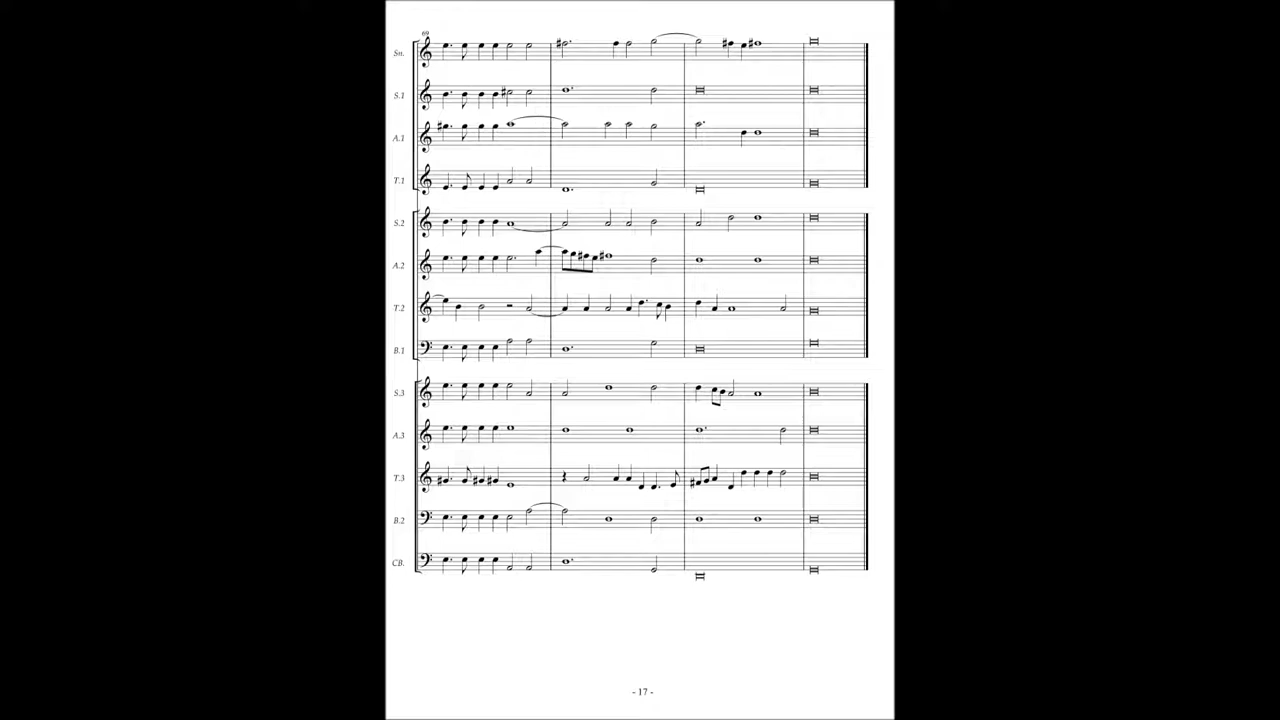 69
Sn.
S.1
A.1
T.1
S.2
A.2
T.2
B.1
S.3
A.3
T.3
B.2
CB.
- 17 -